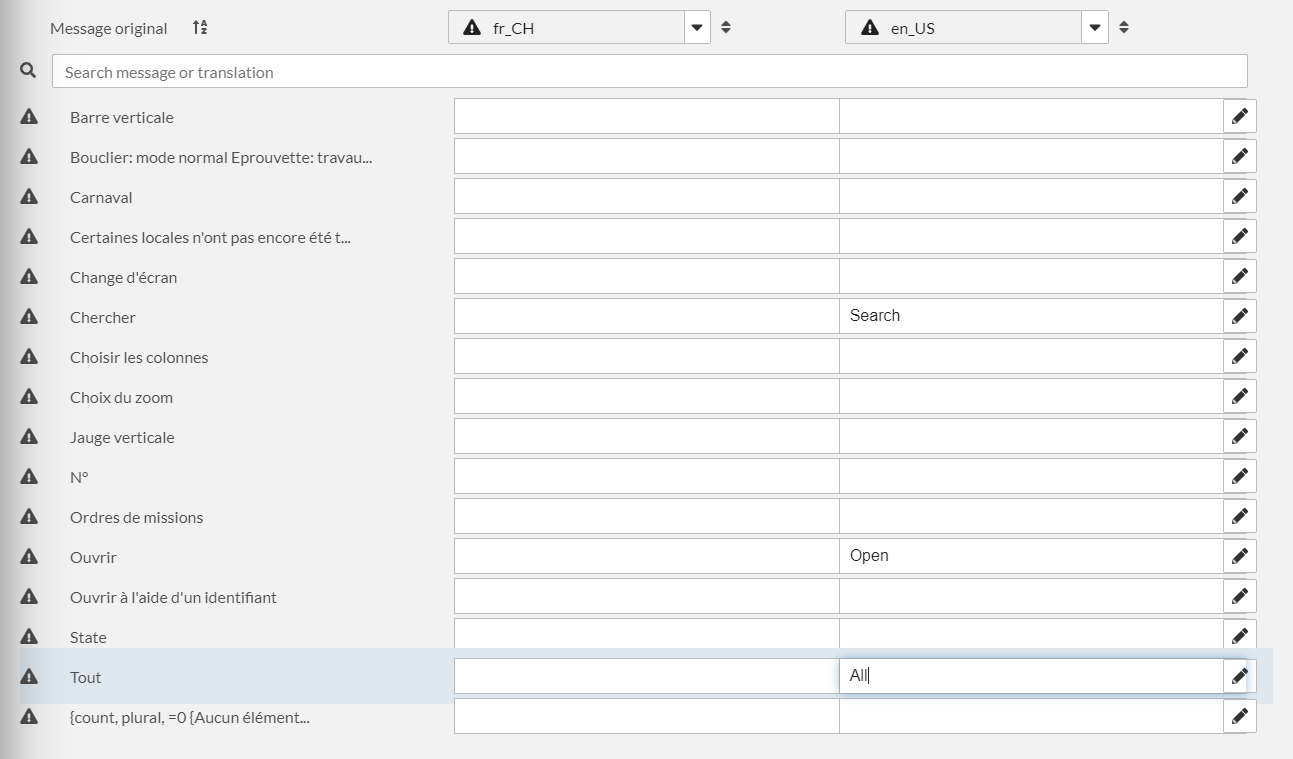 Message original fr_CH en_US
Search message or translation
Barre verticale
Bouclier: mode normal Eprouvette: travau...
Carnaval
Certaines locales n'ont pas encore été t...
Change d'écran
Chercher Search
Choisir les colonnes
Choix du zoom
Jauge verticale
N°
Ordres de missions
Ouvrir Open
Ouvrir à l'aide d'un identifiant
State
Tout All
{count, plural, =0 {Aucun élément...